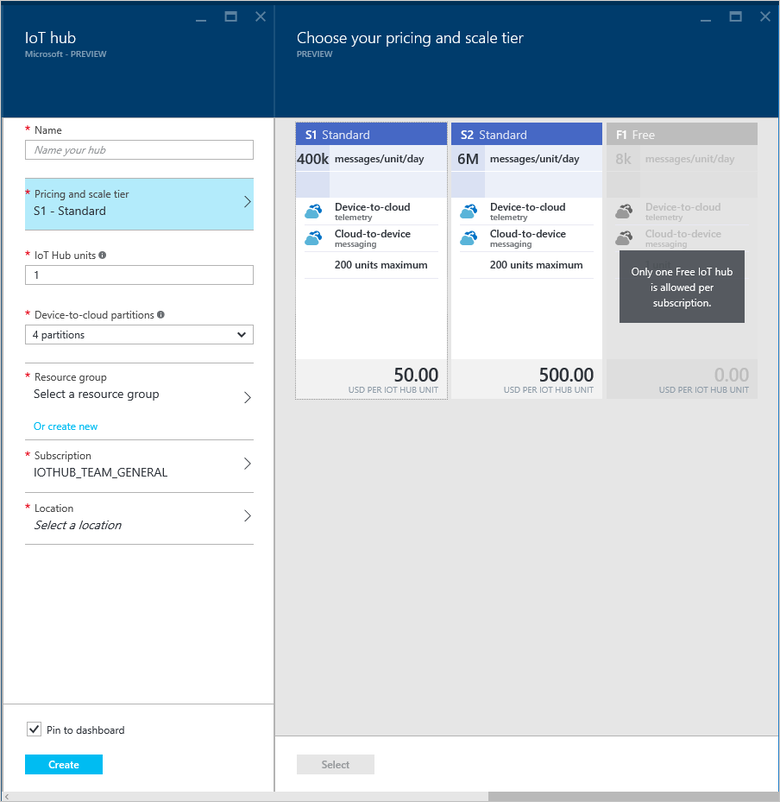 IoT hub
Microsoft - PREVIEW
* Name
Name your hub
* Pricing and scale tier
S1 - Standard
* IoT Hub units
1
* Device-to-cloud partitions
4 partitions
* Resource group
Select a resource group
Or create new
* Subscription
IOTHUB_TEAM_GENERAL
* Location
Select a location
Pin to dashboard
Create
Choose your pricing and scale tier
PREVIEW
S1 Standard
400k messages/unit/day
Device-to-cloud
telemetry
Cloud-to-device
messaging
200 units maximum
50.00
USD PER IOT HUB UNIT
S2 Standard
6M messages/unit/day
Device-to-cloud
telemetry
Cloud-to-device
messaging
200 units maximum
500.00
USD PER IOT HUB UNIT
F1 Free
8k messages/unit/day
Device-to-cloud
telemetry
Cloud-to-device
messaging
Only one Free IoT hub
is allowed per
subscription.
0.00
USD PER IOT HUB UNIT
Select